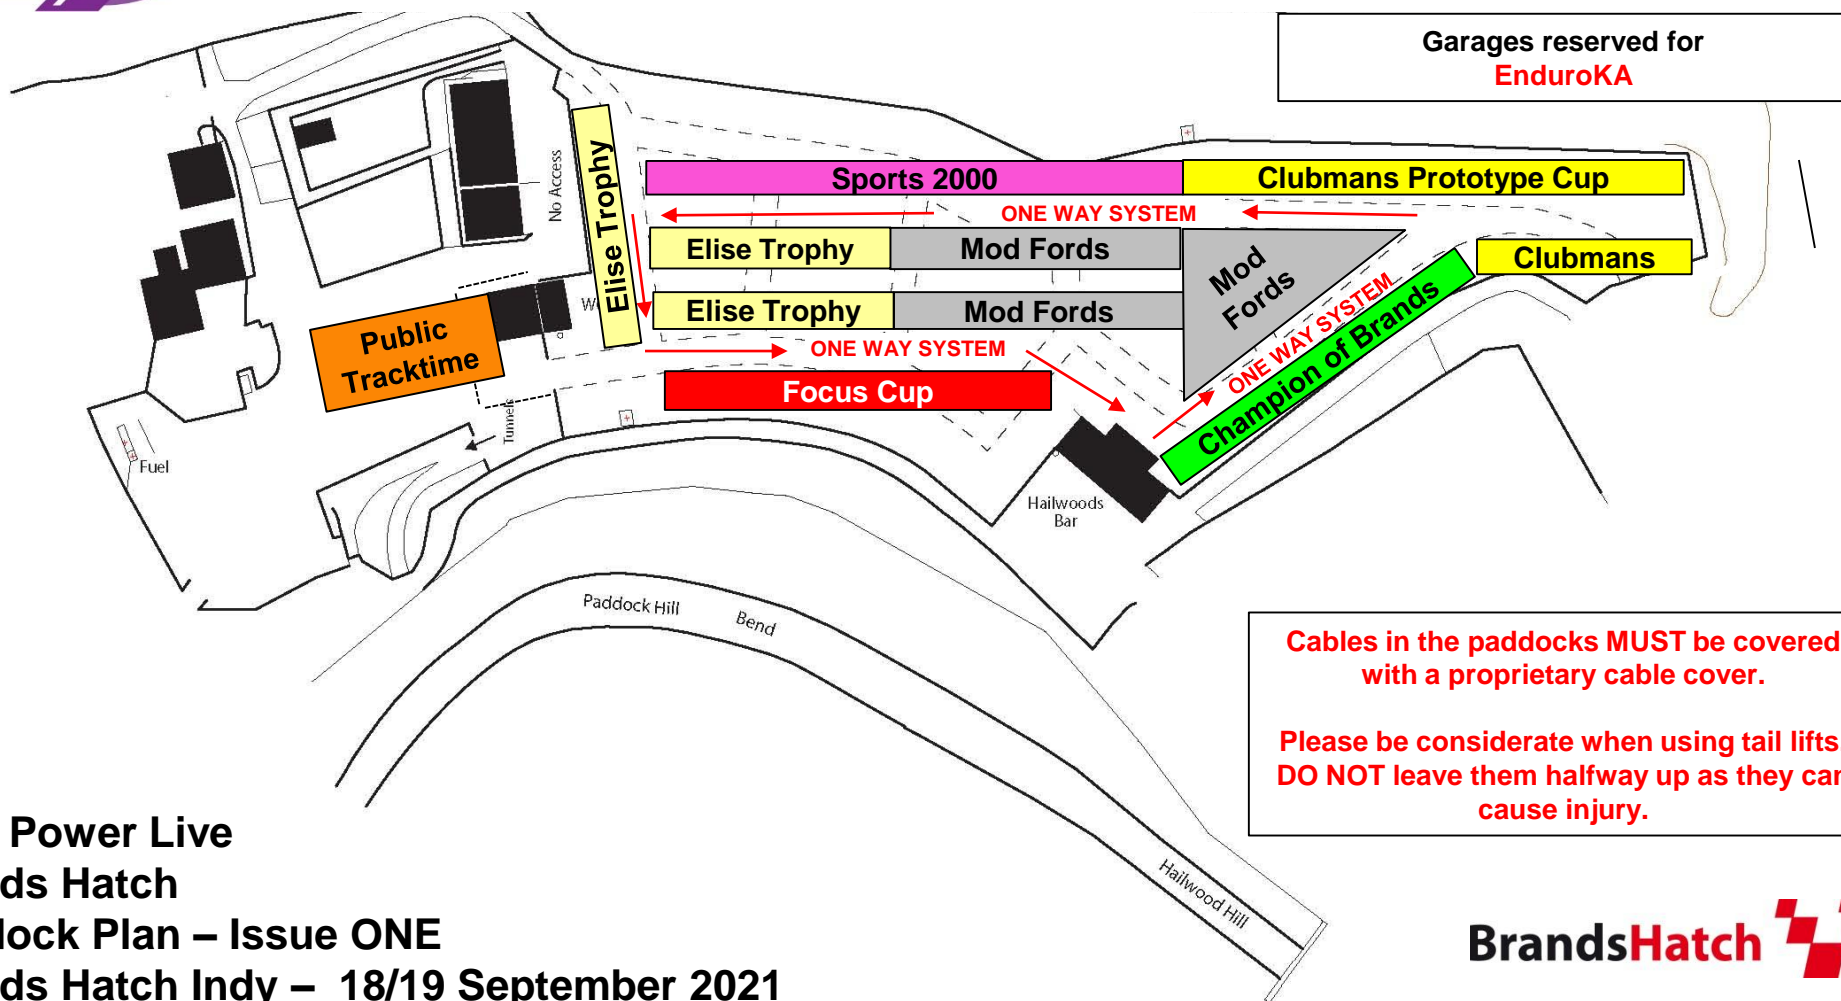 Garages reserved for
EnduroKA
No Access
Elise Trophy
Sports 2000
Clubmans Prototype Cup
ONE WAY SYSTEM
Elise Trophy
Mod Fords
Mod
Fords
Clubmans
Elise Trophy
Mod Fords
ONE WAY SYSTEM
Champion of Brands
ONE WAY SYSTEM
Public
Tracktime
Focus Cup
Tunnels
Fuel
Hailwoods
Bar
Paddock Hill
Bend
Hailwood Hill
Cables in the paddocks MUST be covered
with a proprietary cable cover.
Please be considerate when using tail lifts
DO NOT leave them halfway up as they can
cause injury.
Power Live
ds Hatch
lock Plan – Issue ONE
ds Hatch Indy – 18/19 September 2021
BrandsHatch